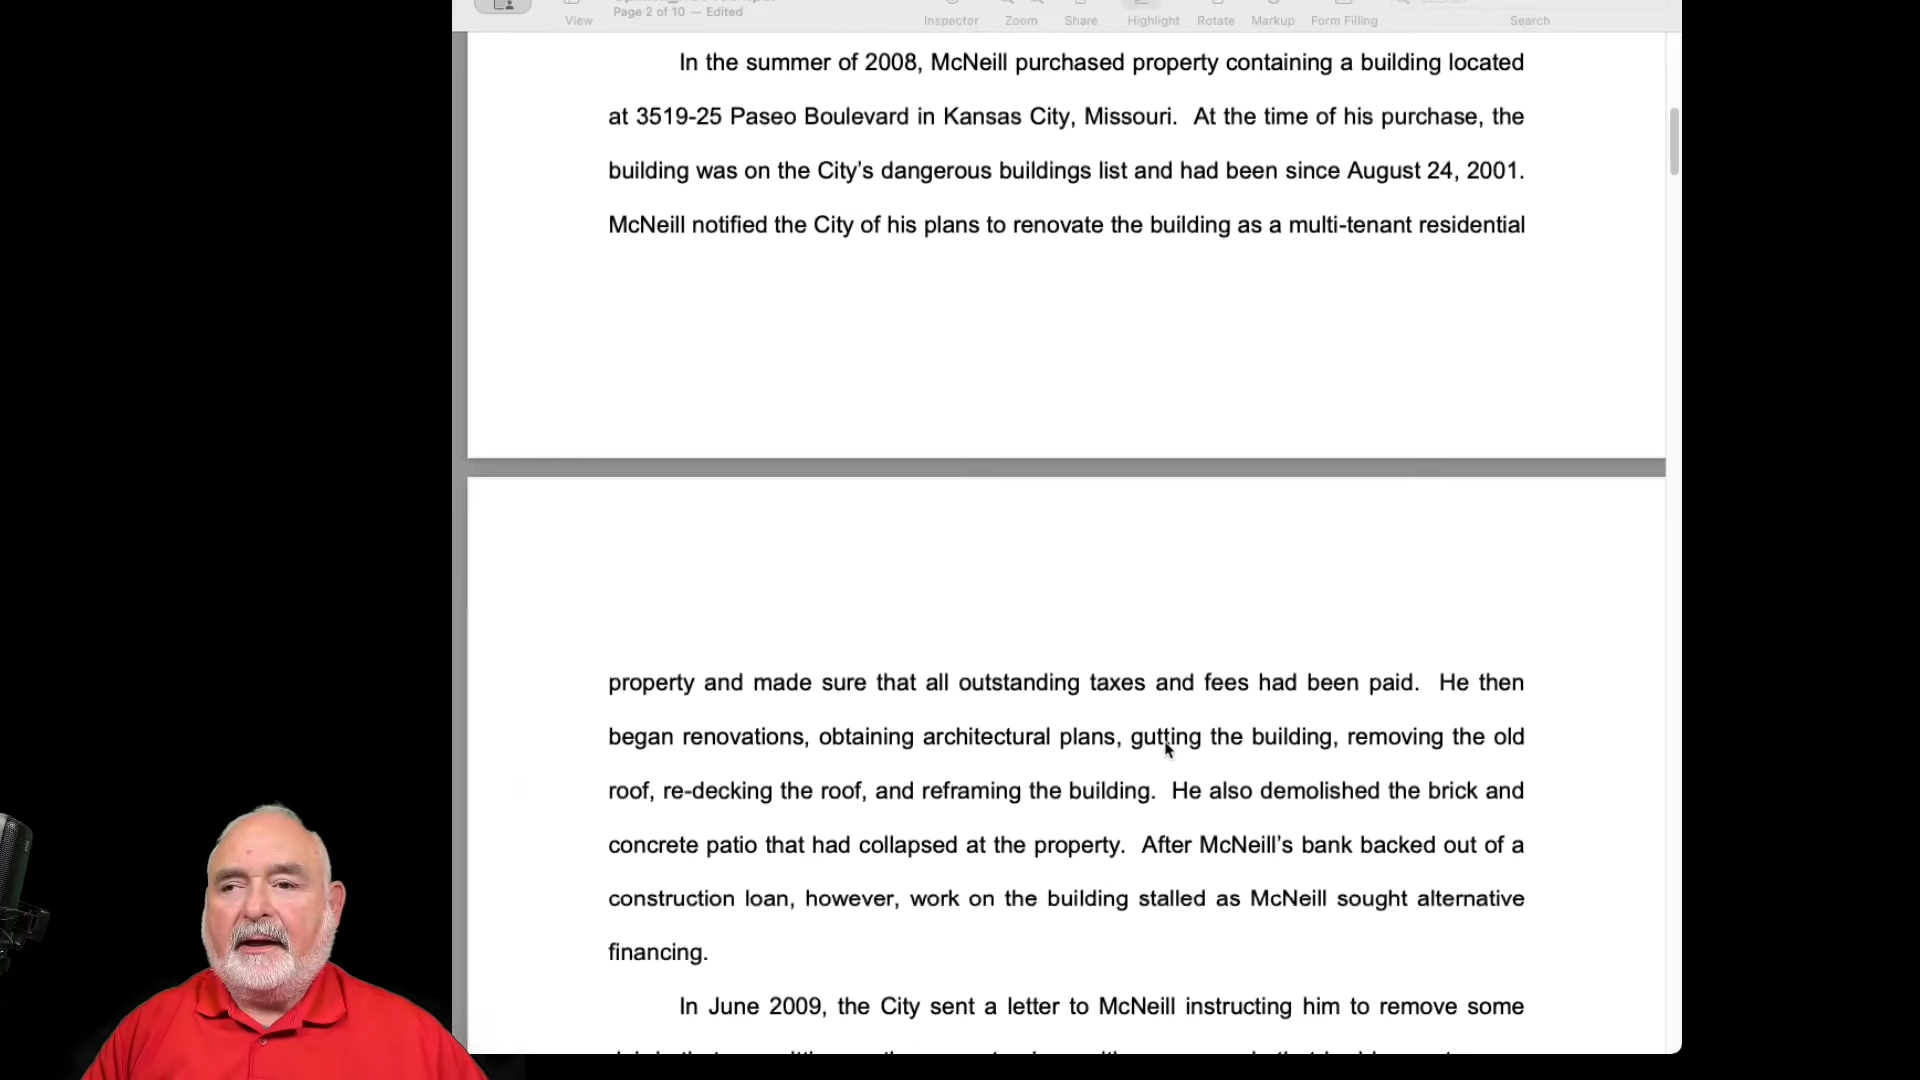 Page 2 of 10 — Edited
View
Inspector
Zoom
Share
Highlight
Rotate
Markup
Form Filling
Search
In the summer of 2008, McNeill purchased property containing a building located
at 3519-25 Paseo Boulevard in Kansas City, Missouri. At the time of his purchase, the
building was on the City’s dangerous buildings list and had been since August 24, 2001.
McNeill notified the City of his plans to renovate the building as a multi-tenant residential
property and made sure that all outstanding taxes and fees had been paid. He then
began renovations, obtaining architectural plans, gutting the building, removing the old
roof, re-decking the roof, and reframing the building. He also demolished the brick and
concrete patio that had collapsed at the property. After McNeill’s bank backed out of a
construction loan, however, work on the building stalled as McNeill sought alternative
financing.
In June 2009, the City sent a letter to McNeill instructing him to remove some